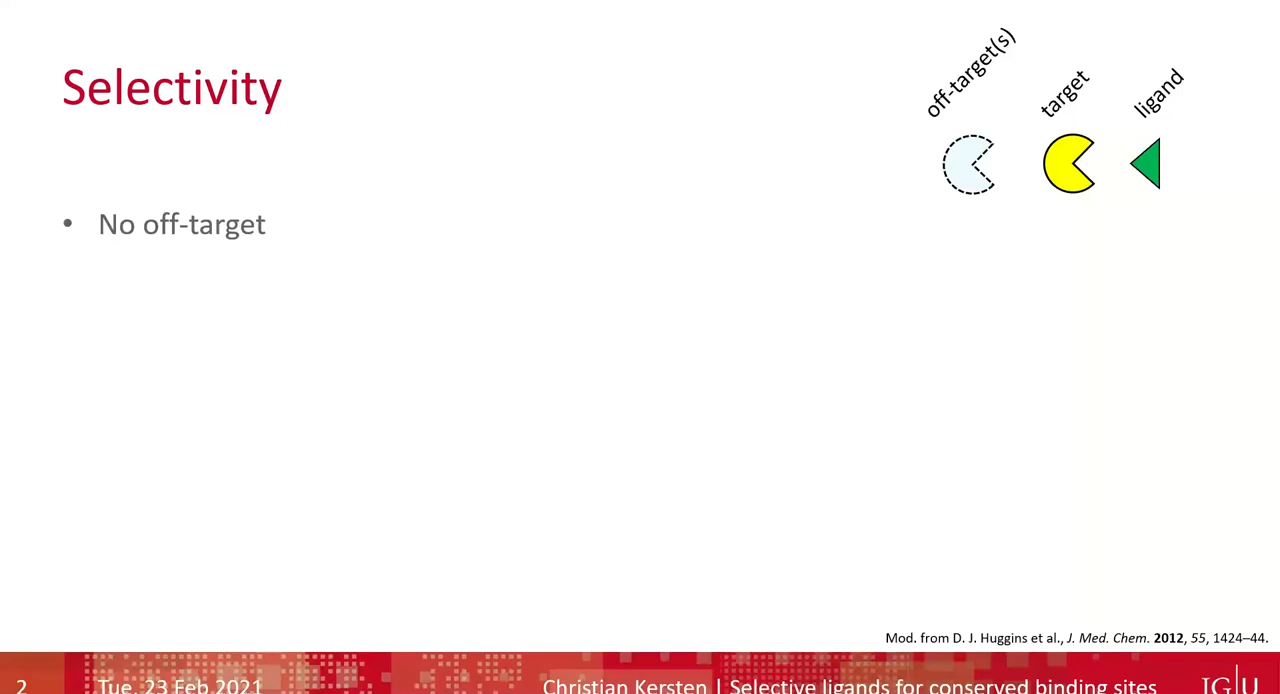 Selectivity
off-target(s)
target
ligand
• No off-target
Mod. from D. J. Huggins et al., J. Med. Chem. 2012, 55, 1424–44.
2
Tue, 23 Feb 2021
Christian Kersten | Selective ligands for conserved binding sites
JG|U